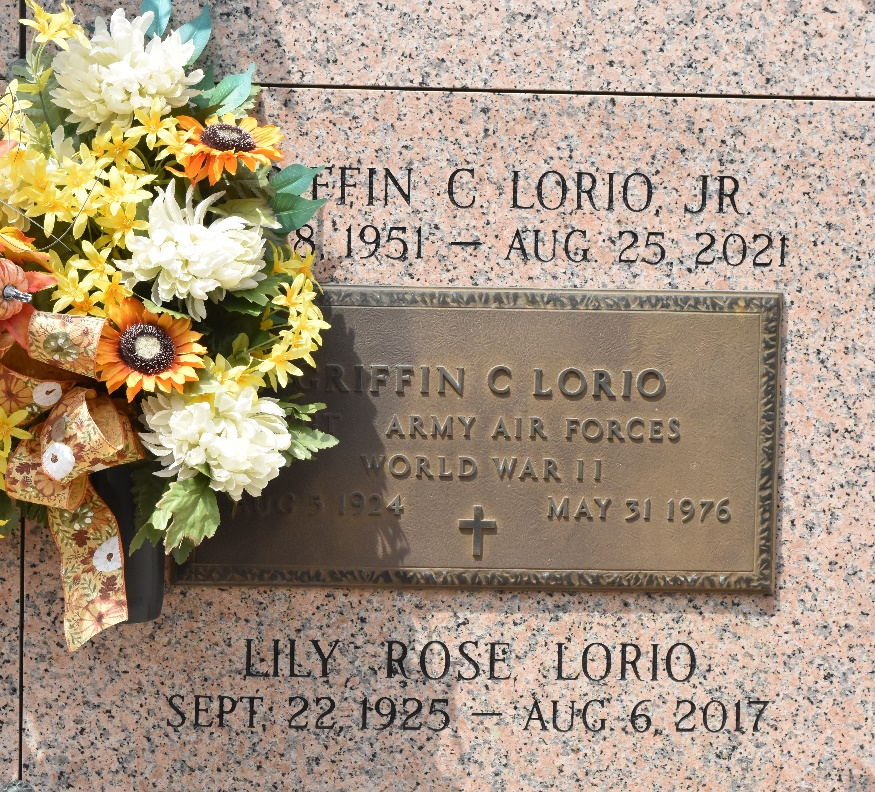 FFIN C LORIO, JR.
8, 1951 – AUG 25, 2021
GRIFFIN C LORIO
ARMY AIR FORCES
WORLD WAR II
AUG 5 1924 MAY 31 1976
LILY ROSE LORIO
SEPT 22, 1925 – AUG 6, 2017